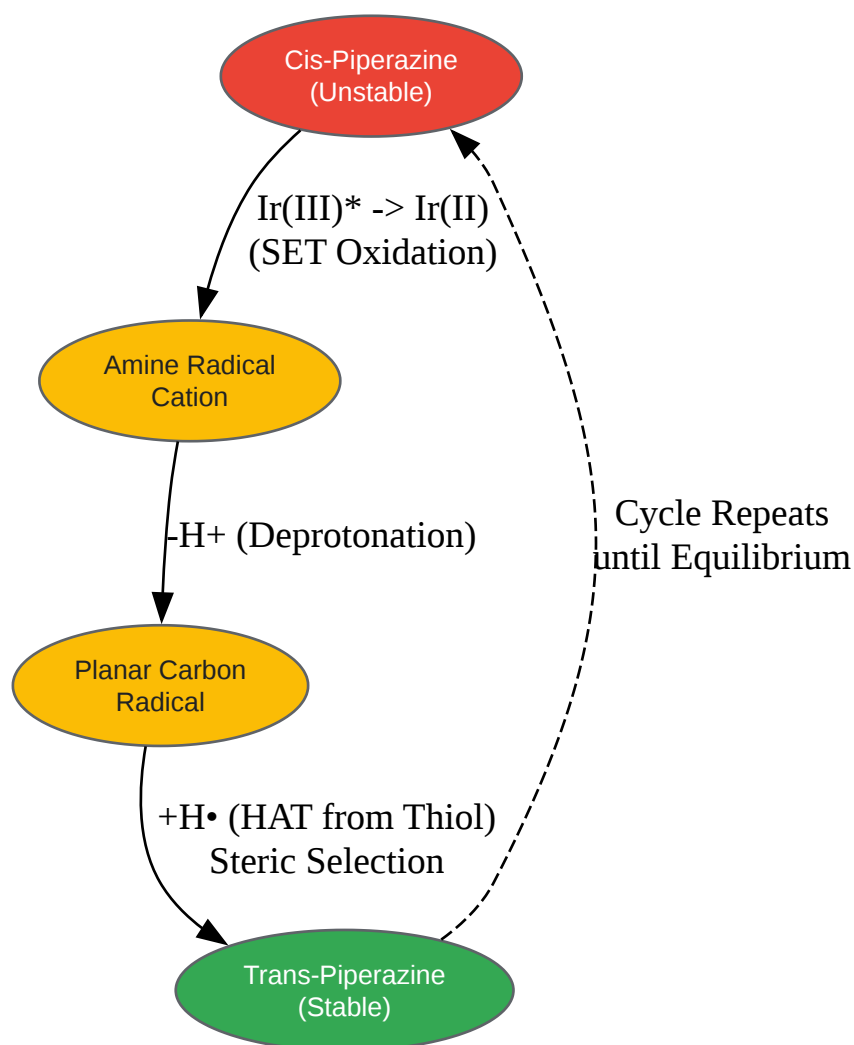 Cis-Piperazine
(Unstable)
Ir(III)* -> Ir(II)
(SET Oxidation)
Amine Radical
Cation
-H+ (Deprotonation)
Cycle Repeats
until Equilibrium
Planar Carbon
Radical
+H• (HAT from Thiol)
Steric Selection
Trans-Piperazine
(Stable)